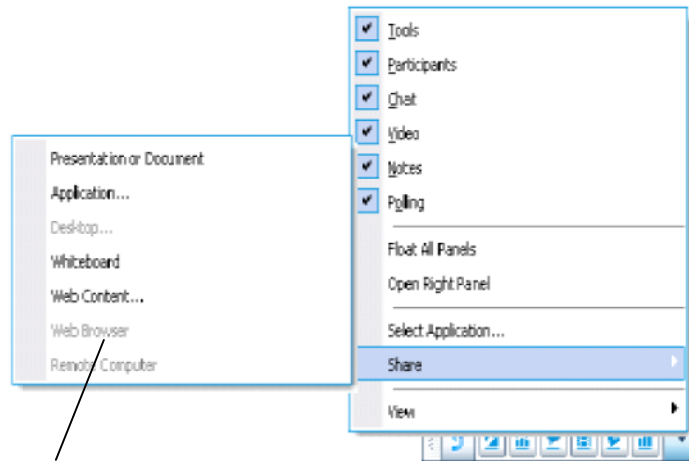 Tools
Participants
Chat
Video
Notes
Polling
Float All Panels
Open Right Panel
Select Application...
Share
View
Presentation or Document
Application...
Desktop...
Whiteboard
Web Content...
Web Browser
Remote Computer